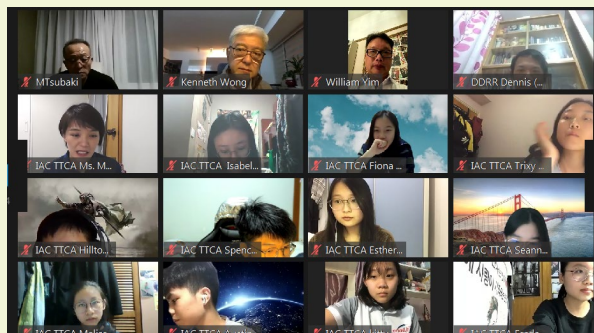 MTsubaki
Kenneth Wong
William Yim
DDRR Dennis (...
IAC TTCA Ms. M...
IAC TTCA Isabel...
IAC TTCA Fiona ...
IAC TTCA Trixy ...
IAC TTCA Hillto...
IAC TTCA Spenc...
IAC TTCA Esther...
IAC TTCA Seann...